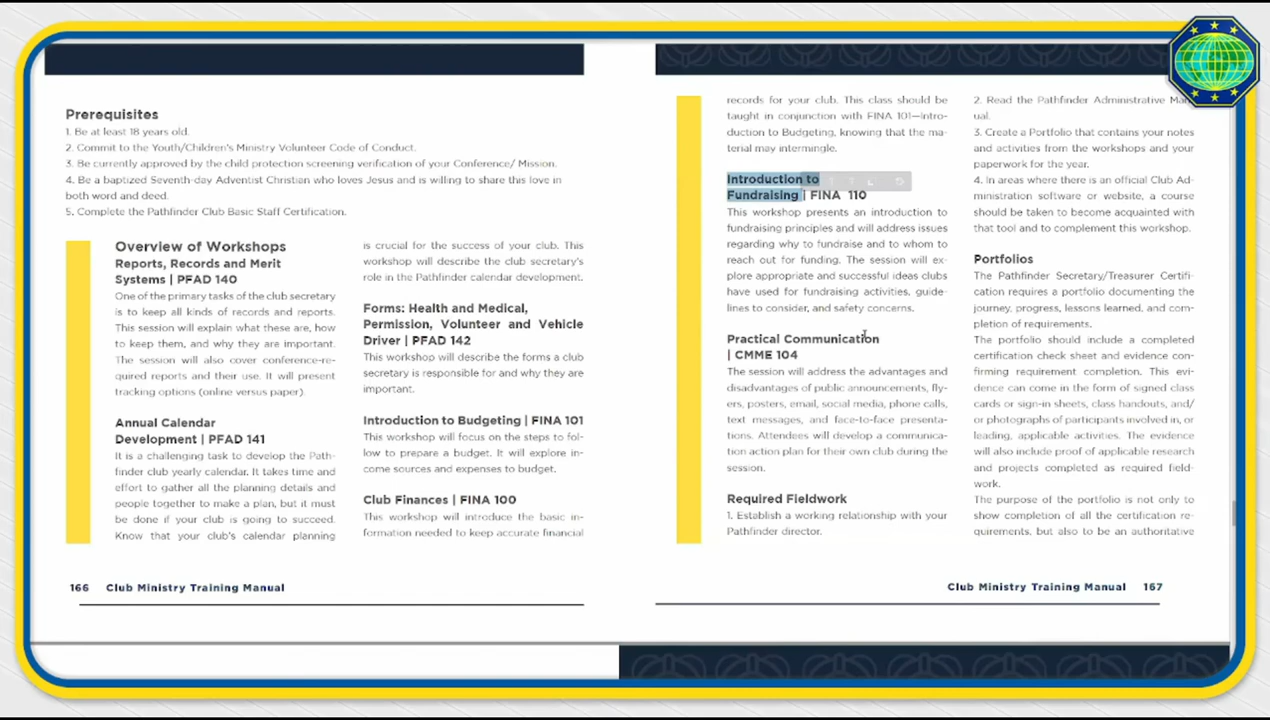 Prerequisites
1. Be at least 18 years old.
2. Commit to the Youth/Children's Ministry Volunteer Code of Conduct.
3. Be currently approved by the child protection screening verification of your Conference/ Mission.
4. Be a baptized Seventh-day Adventist Christian who loves Jesus and is willing to share this love in
both word and deed.
5. Complete the Pathfinder Club Basic Staff Certification.
Overview of Workshops
Reports, Records and Merit
Systems | PFAD 140
One of the primary tasks of the club secretary
is to keep all kinds of records and reports.
This session will explain what these are, how
to keep them, and why they are important.
The session will also cover conference-re-
quired reports and their use. It will present
tracking options (online versus paper).
Annual Calendar
Development | PFAD 141
It is a challenging task to develop the Path-
finder club yearly calendar. It takes time and
effort to gather all the planning details and
people together to make a plan, but it must
be done if your club is going to succeed.
Know that your club's calendar planning
is crucial for the success of your club. This
workshop will describe the club secretary's
role in the Pathfinder calendar development.
Forms: Health and Medical,
Permission, Volunteer and Vehicle
Driver | PFAD 142
This workshop will describe the forms a club
secretary is responsible for and why they are
important.
Introduction to Budgeting | FINA 101
This workshop will focus on the steps to fol-
low to prepare a budget. It will explore in-
come sources and expenses to budget.
Club Finances | FINA 100
This workshop will introduce the basic in-
formation needed to keep accurate financial
166 Club Ministry Training Manual
records for your club. This class should be
taught in conjunction with FINA 101—Intro-
duction to Budgeting, knowing that the ma-
terial may intermingle.
Introduction to
Fundraising | FINA 110
This workshop presents an introduction to
fundraising principles and will address issues
regarding why to fundraise and to whom to
reach out for funding. The session will ex-
plore appropriate and successful ideas clubs
have used for fundraising activities, guide-
lines to consider, and safety concerns.
Practical Communication
| CMME 104
The session will address the advantages and
disadvantages of public announcements, fly-
ers, posters, email, social media, phone calls,
text messages, and face-to-face presenta-
tions. Attendees will develop a communica-
tion action plan for their own club during the
session.
Required Fieldwork
1. Establish a working relationship with your
Pathfinder director.
2. Read the Pathfinder Administrative Man-
ual.
3. Create a Portfolio that contains your notes
and activities from the workshops and your
paperwork for the year.
4. In areas where there is an official Club Ad-
ministration software or website, a course
should be taken to become acquainted with
that tool and to complement this workshop.
Portfolios
The Pathfinder Secretary/Treasurer Certifi-
cation requires a portfolio documenting the
journey, progress, lessons learned, and com-
pletion of requirements.
The portfolio should include a completed
certification check sheet and evidence con-
firming requirement completion. This evi-
dence can come in the form of signed class
cards or sign-in sheets, class handouts, and/
or photographs of participants involved in, or
leading, applicable activities. The evidence
will also include proof of applicable research
and projects completed as required field-
work.
The purpose of the portfolio is not only to
show completion of all the certification re-
quirements, but also to be an authoritative
Club Ministry Training Manual 167